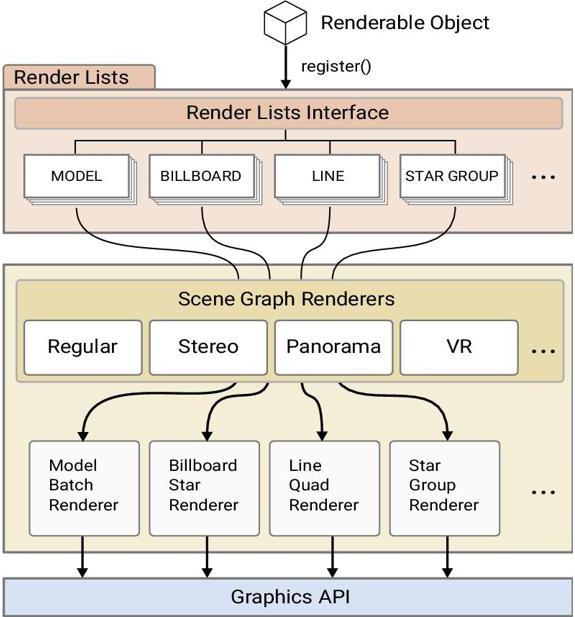 Renderable Object
register()
Render Lists
Render Lists Interface
MODEL
BILLBOARD
LINE
STAR GROUP
...
Scene Graph Renderers
Regular
Stereo
Panorama
VR
...
Model
Batch
Renderer
Billboard
Star
Renderer
Line
Quad
Renderer
Star
Group
Renderer
...
Graphics API